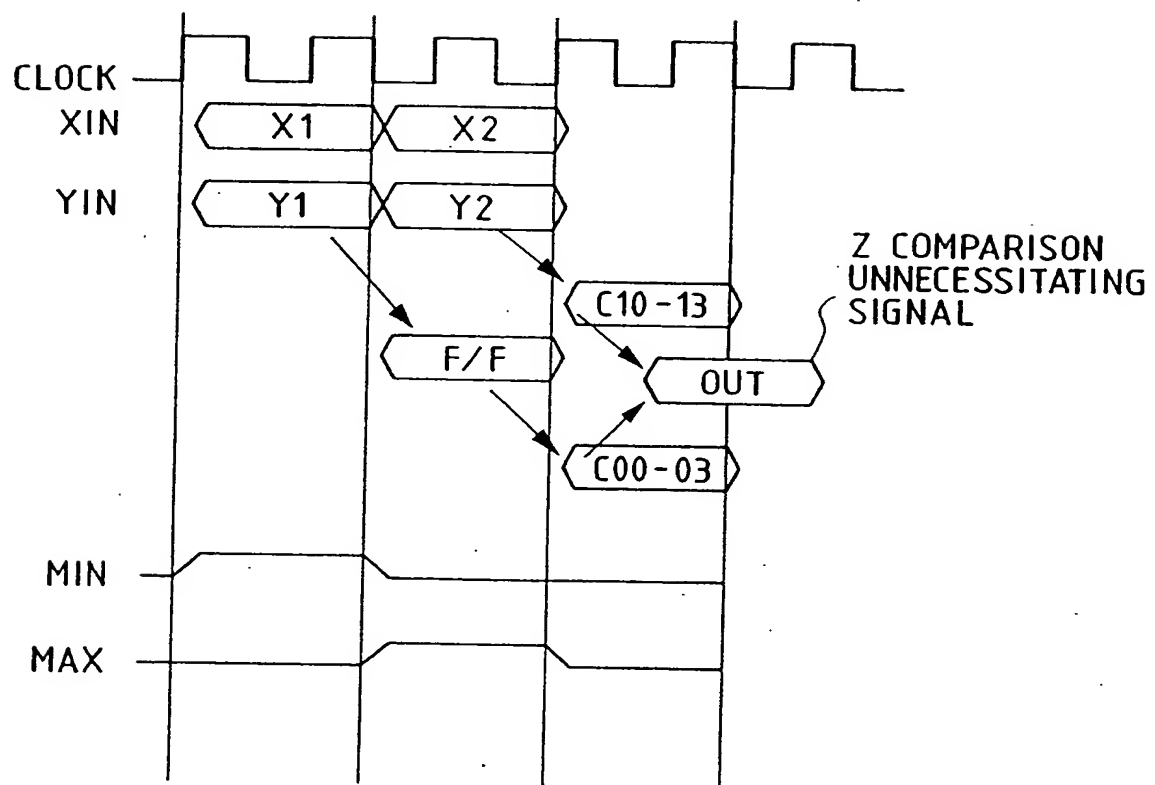 CLOCK
XIN X1 X2
YIN Y1 Y2
Z COMPARISON
UNNECESSITATING
SIGNAL
C10-13
F/F
OUT
C00-03
MIN
MAX